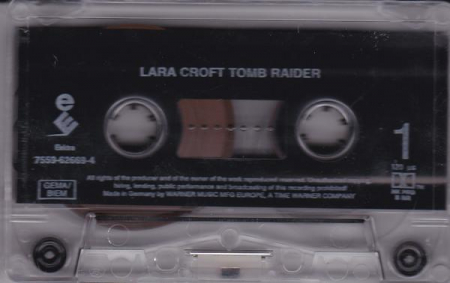 LARA CROFT TOMB RAIDER
e
Elektra
7559-62669-4
1
GEMA/
BIEM
All rights of the producer and of the owner of the work reproduced reserved.
hiring, lending, public performance and broadcasting of this recording prohibited!
Made in Germany by WARNER MUSIC MFG EUROPE, A TIME WARNER COMPANY